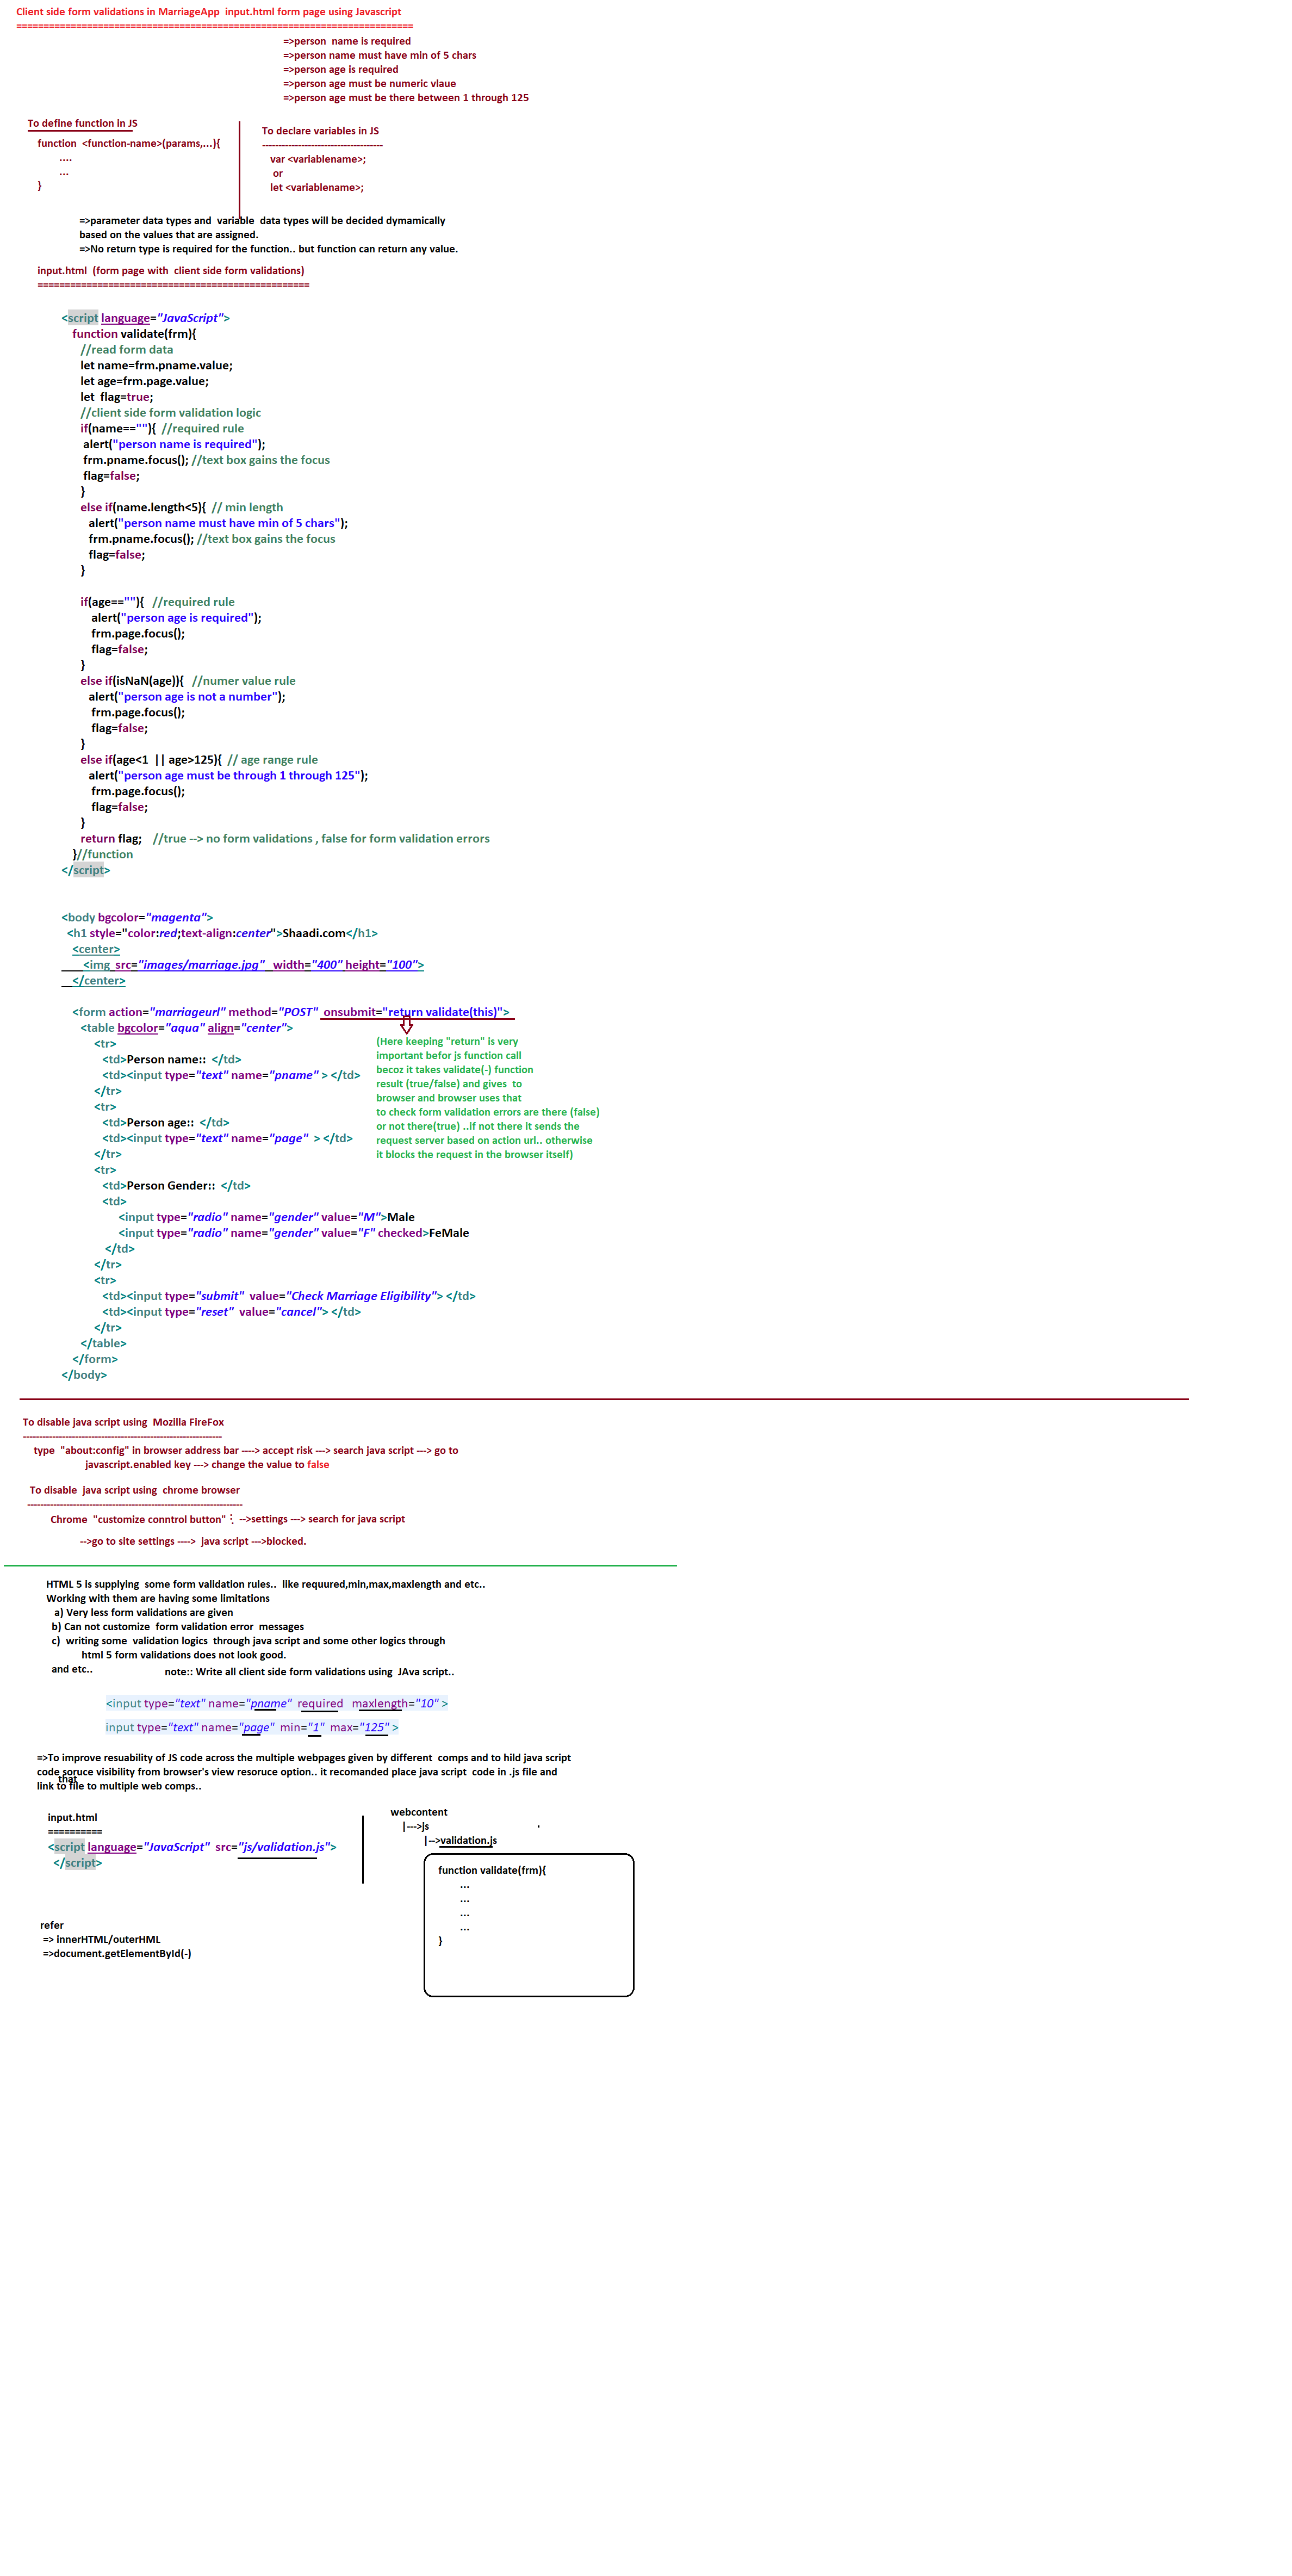 Client side form validations in MarriageApp input.html form page using Javascript
=========================================================================
=>person name is required
=>person name must have min of 5 chars
=>person age is required
=>person age must be numeric vlaue
=>person age must be there between 1 through 125
To define function in JS
function <function-name>(params,...){
....
...
}
To declare variables in JS
-------------------------------------
var <variablename>;
or
let <variablename>;
=>parameter data types and variable data types will be decided dymamically
based on the values that are assigned.
=>No return type is required for the function.. but function can return any value.
input.html (form page with client side form validations)
==================================================
<script language="JavaScript">
function validate(frm){
//read form data
let name=frm.pname.value;
let age=frm.page.value;
let flag=true;
//client side form validation logic
if(name==""){ //required rule
alert("person name is required");
frm.pname.focus(); //text box gains the focus
flag=false;
}
else if(name.length<5){ // min length
alert("person name must have min of 5 chars");
frm.pname.focus(); //text box gains the focus
flag=false;
}
if(age==""){ //required rule
alert("person age is required");
frm.page.focus();
flag=false;
}
else if(isNaN(age)){ //numer value rule
alert("person age is not a number");
frm.page.focus();
flag=false;
}
else if(age<1 || age>125){ // age range rule
alert("person age must be through 1 through 125");
frm.page.focus();
flag=false;
}
return flag; //true --> no form validations , false for form validation errors
}//function
</script>
<body bgcolor="magenta">
<h1 style="color:red;text-align:center">Shaadi.com</h1>
<center>
<img src="images/marriage.jpg" width="400" height="100">
</center>
<form action="marriageurl" method="POST" onsubmit="return validate(this)">
<table bgcolor="aqua" align="center">
<tr>
<td>Person name:: </td>
<td><input type="text" name="pname" > </td>
</tr>
<tr>
<td>Person age:: </td>
<td><input type="text" name="page" > </td>
</tr>
<tr>
<td>Person Gender:: </td>
<td>
<input type="radio" name="gender" value="M">Male
<input type="radio" name="gender" value="F" checked>FeMale
</td>
</tr>
<tr>
<td><input type="submit" value="Check Marriage Eligibility"> </td>
<td><input type="reset" value="cancel"> </td>
</tr>
</table>
</form>
</body>
(Here keeping "return" is very
important befor js function call
becoz it takes validate(-) function
result (true/false) and gives to
browser and browser uses that
to check form validation errors are there (false)
or not there(true) ..if not there it sends the
request server based on action url.. otherwise
it blocks the request in the browser itself)
To disable java script using Mozilla FireFox
-------------------------------------------------------------
type "about:config" in browser address bar ----> accept risk ---> search java script ---> go to
javascript.enabled key ---> change the value to false
To disable java script using chrome browser
------------------------------------------------------------------
Chrome "customize conntrol button" ⋮ -->settings ---> search for java script
-->go to site settings ----> java script --->blocked.
HTML 5 is supplying some form validation rules.. like requured,min,max,maxlength and etc..
Working with them are having some limitations
a) Very less form validations are given
b) Can not customize form validation error messages
c) writing some validation logics through java script and some other logics through
html 5 form validations does not look good.
and etc..
note:: Write all client side form validations using JAva script..
<input type="text" name="pname" required maxlength="10" >
input type="text" name="page" min="1" max="125" >
=>To improve resuability of JS code across the multiple webpages given by different comps and to hild java script
code soruce visibility from browser's view resoruce option.. it recomanded place java script code in .js file and
that
link to file to multiple web comps..
input.html
==========
<script language="JavaScript" src="js/validation.js">
</script>
webcontent
|--->js
|-->validation.js
function validate(frm){
...
...
...
...
}
refer
=> innerHTML/outerHML
=>document.getElementById(-)